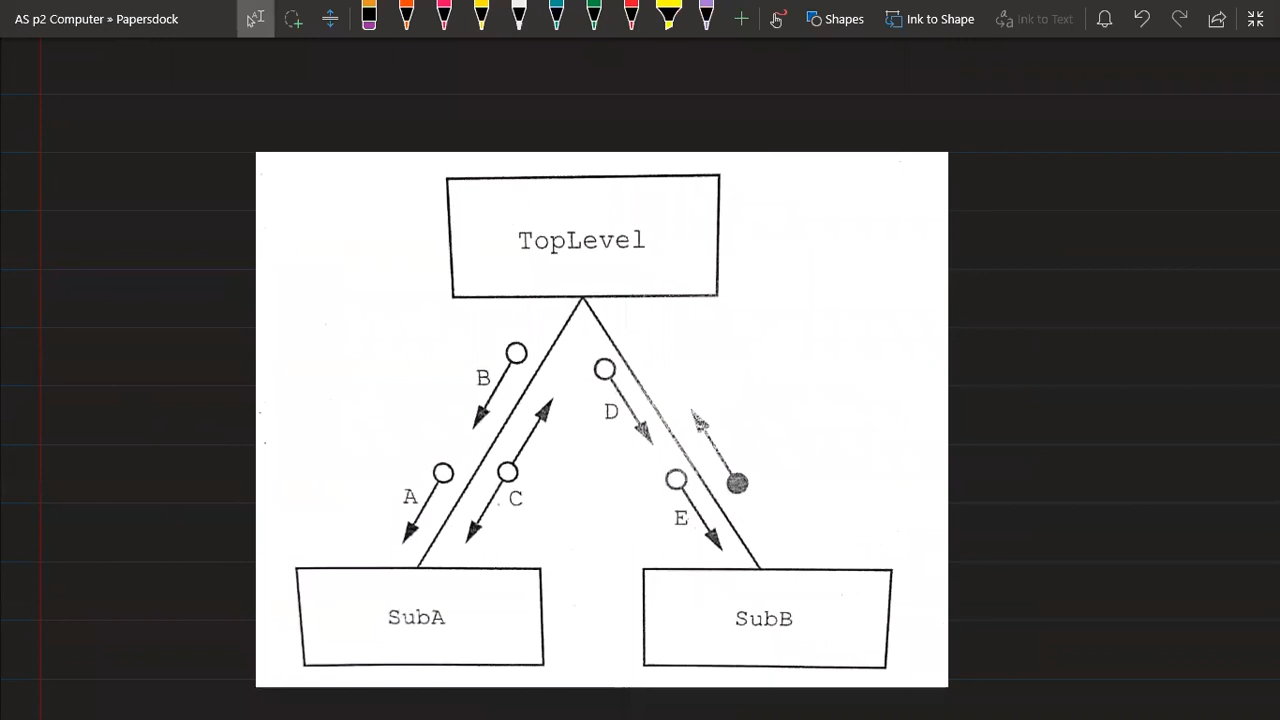 AS p2 Computer » Papersdock
Shapes
Ink to Shape
Ink to Text
TopLevel
B
D
A
C
E
SubA
SubB